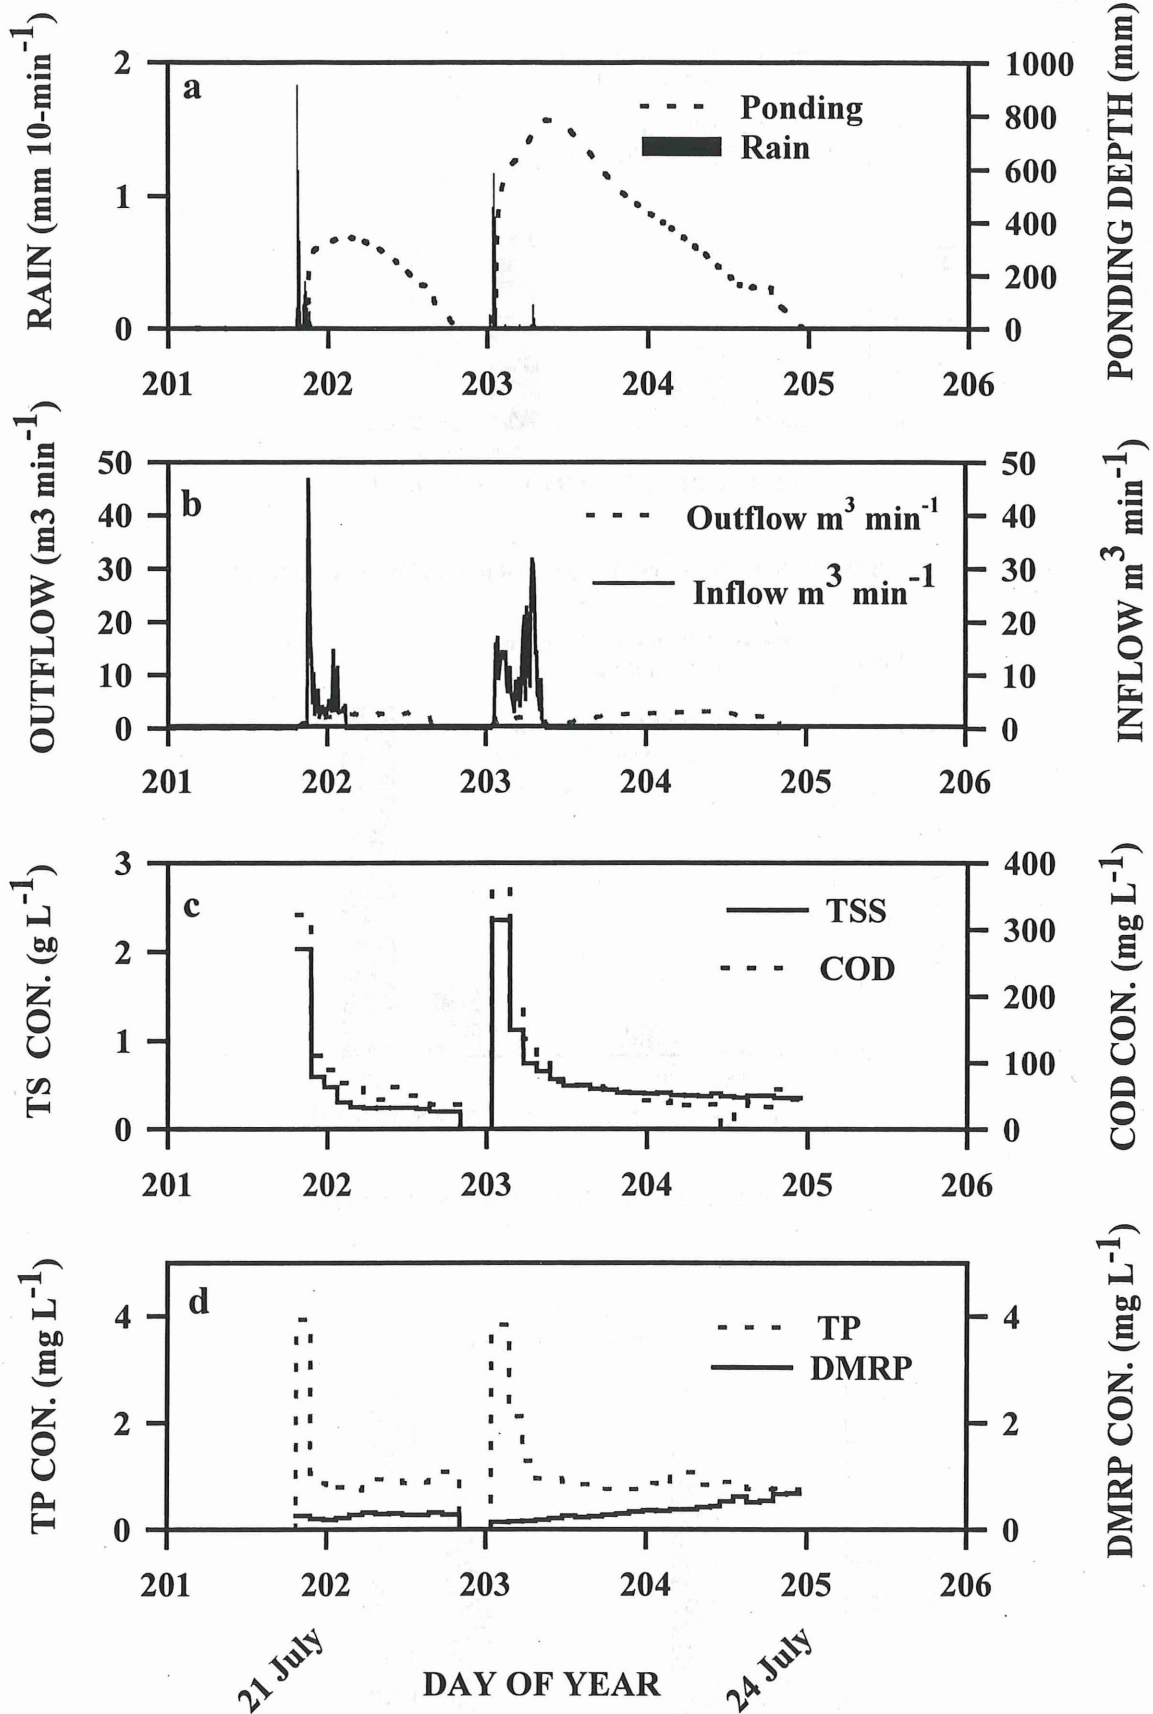 RAIN (mm 10-min⁻¹)
PONDING DEPTH (mm)
a
Ponding
Rain
2
1
0
1000
800
600
400
200
0
201 202 203 204 205 206
OUTFLOW (m3 min⁻¹)
INFLOW m³ min⁻¹)
b
Outflow m³ min⁻¹
Inflow m³ min⁻¹
50
40
30
20
10
0
50
40
30
20
10
0
201 202 203 204 205 206
TS CON. (g L⁻¹)
COD CON. (mg L⁻¹)
c
TSS
COD
3
2
1
0
400
300
200
100
0
201 202 203 204 205 206
TP CON. (mg L⁻¹)
DMRP CON. (mg L⁻¹)
d
TP
DMRP
4
2
0
4
2
0
201 202 203 204 205 206
21 July
24 July
DAY OF YEAR